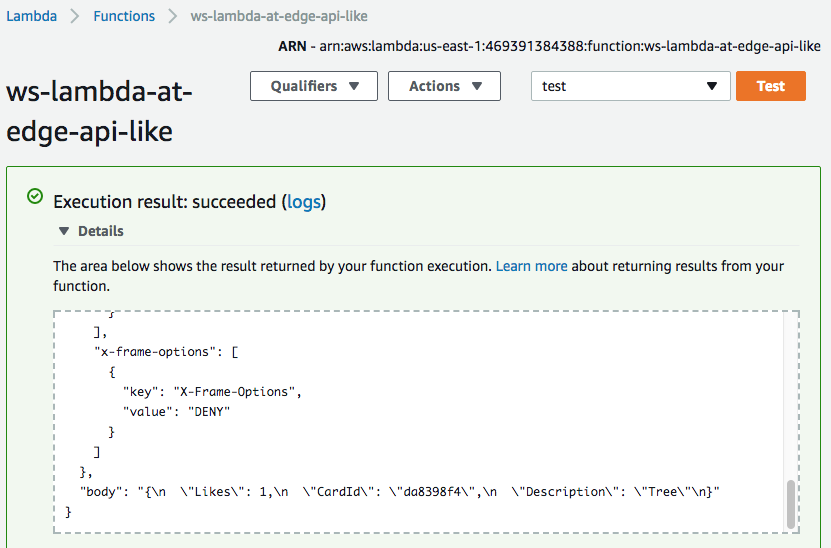 Lambda > Functions > ws-lambda-at-edge-api-like
ARN - arn:aws:lambda:us-east-1:469391384388:function:ws-lambda-at-edge-api-like
ws-lambda-at-
edge-api-like
Qualifiers
Actions
test
Test
Execution result: succeeded (logs)
Details
The area below shows the result returned by your function execution. Learn more about returning results from your
function.
}
],
"x-frame-options": [
{
"key": "X-Frame-Options",
"value": "DENY"
}
]
},
"body": "{\n  \"Likes\": 1,\n  \"CardId\": \"da8398f4\",\n  \"Description\": \"Tree\"\n}"
}